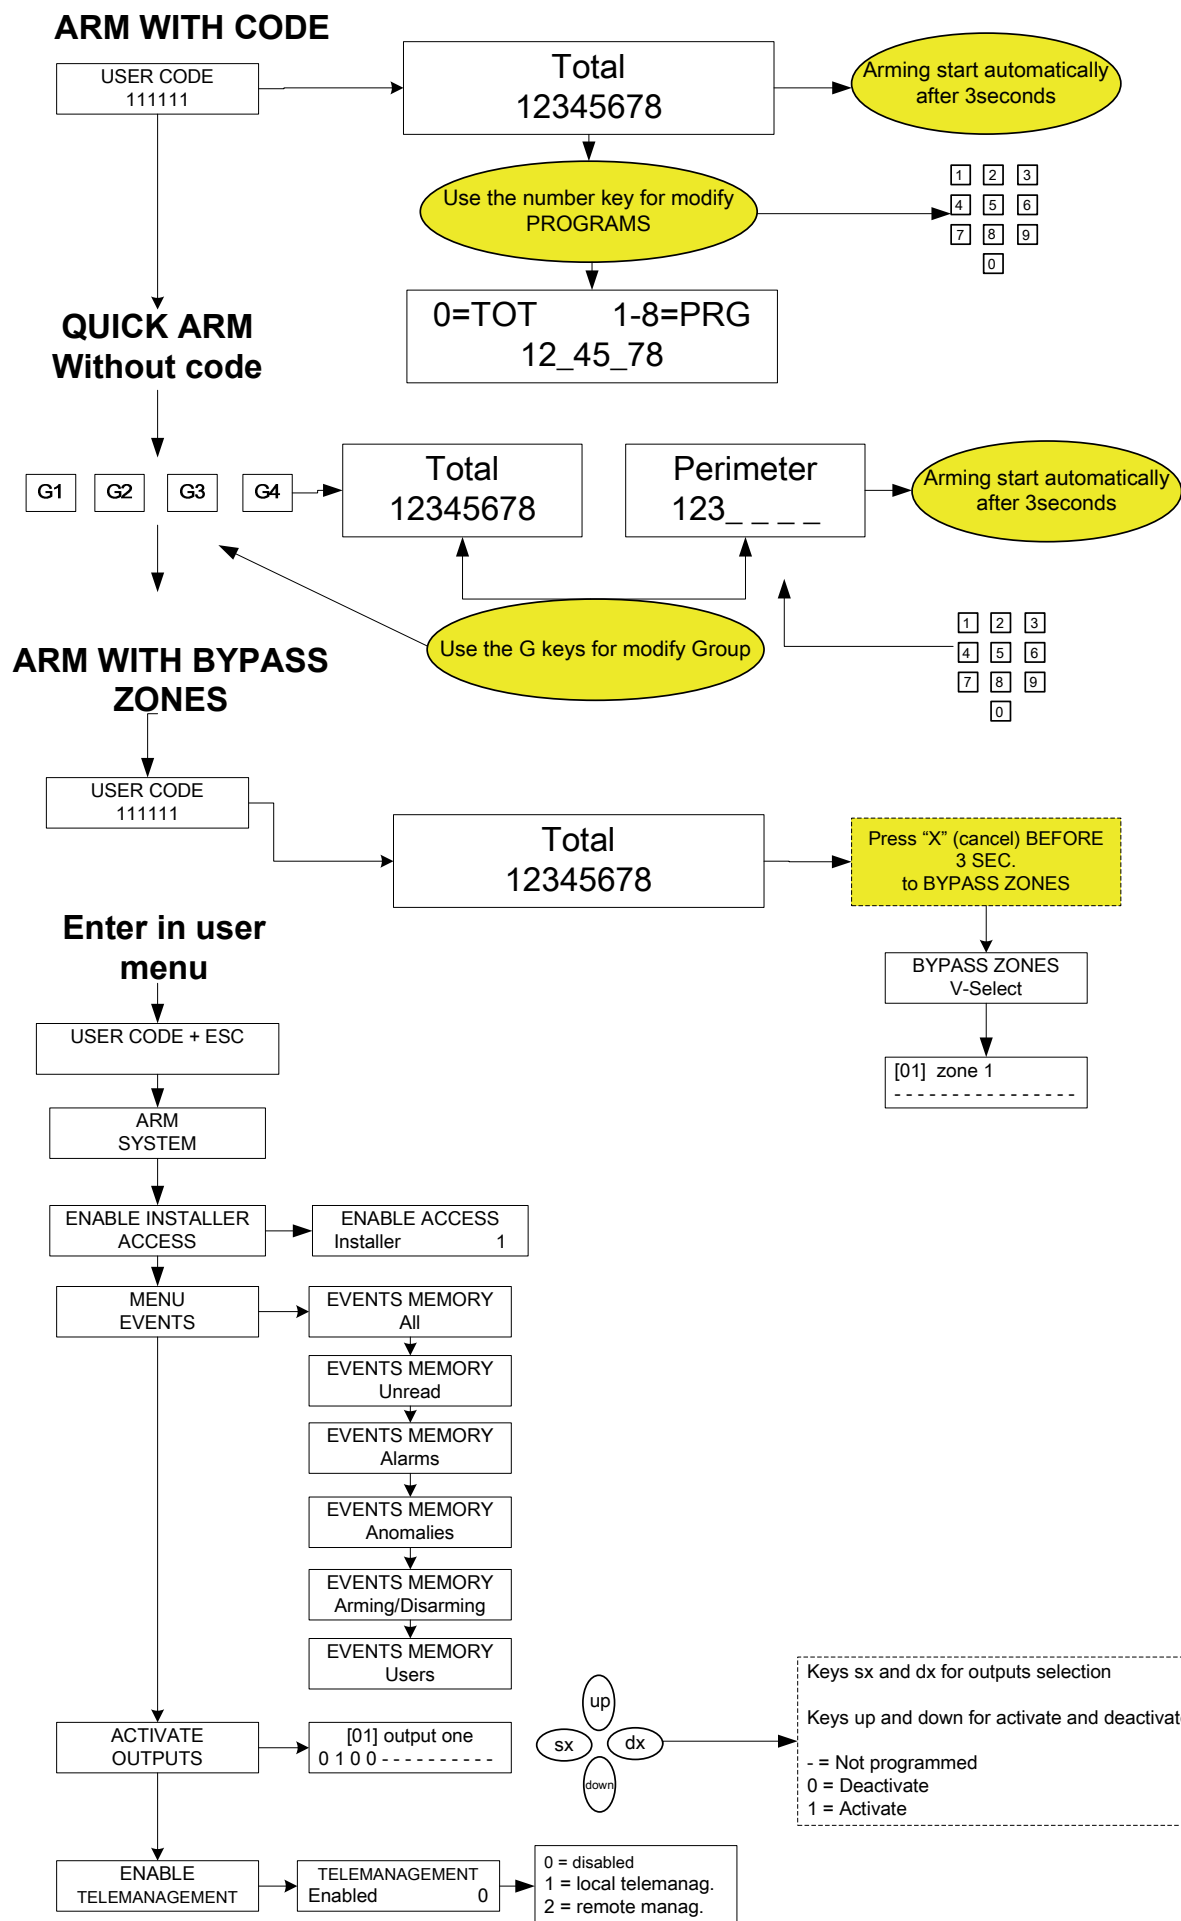 ARM WITH CODE
USER CODE
111111
Total
12345678
Arming start automatically
after 3seconds
Use the number key for modify
PROGRAMS
1 2 3
4 5 6
7 8 9
0
0=TOT 1-8=PRG
12_45_78
QUICK ARM
Without code
G1 G2 G3 G4
Total
12345678
Perimeter
123_ _ _ _
Arming start automatically
after 3seconds
Use the G keys for modify Group
1 2 3
4 5 6
7 8 9
0
ARM WITH BYPASS
ZONES
USER CODE
111111
Total
12345678
Press “X” (cancel) BEFORE
3 SEC.
to BYPASS ZONES
BYPASS ZONES
V-Select
[01] zone 1
- - - - - - - - - - - - - - - -
Enter in user
menu
USER CODE + ESC
ARM
SYSTEM
ENABLE INSTALLER
ACCESS
ENABLE ACCESS
Installer 1
MENU
EVENTS
EVENTS MEMORY
All
EVENTS MEMORY
Unread
EVENTS MEMORY
Alarms
EVENTS MEMORY
Anomalies
EVENTS MEMORY
Arming/Disarming
EVENTS MEMORY
Users
ACTIVATE
OUTPUTS
[01] output one
0 1 0 0 - - - - - - - - - -
up
sx dx
down
Keys sx and dx for outputs selection
Keys up and down for activate and deactivate
- = Not programmed
0 = Deactivate
1 = Activate
ENABLE
TELEMANAGEMENT
TELEMANAGEMENT
Enabled 0
0 = disabled
1 = local telemanag.
2 = remote manag.